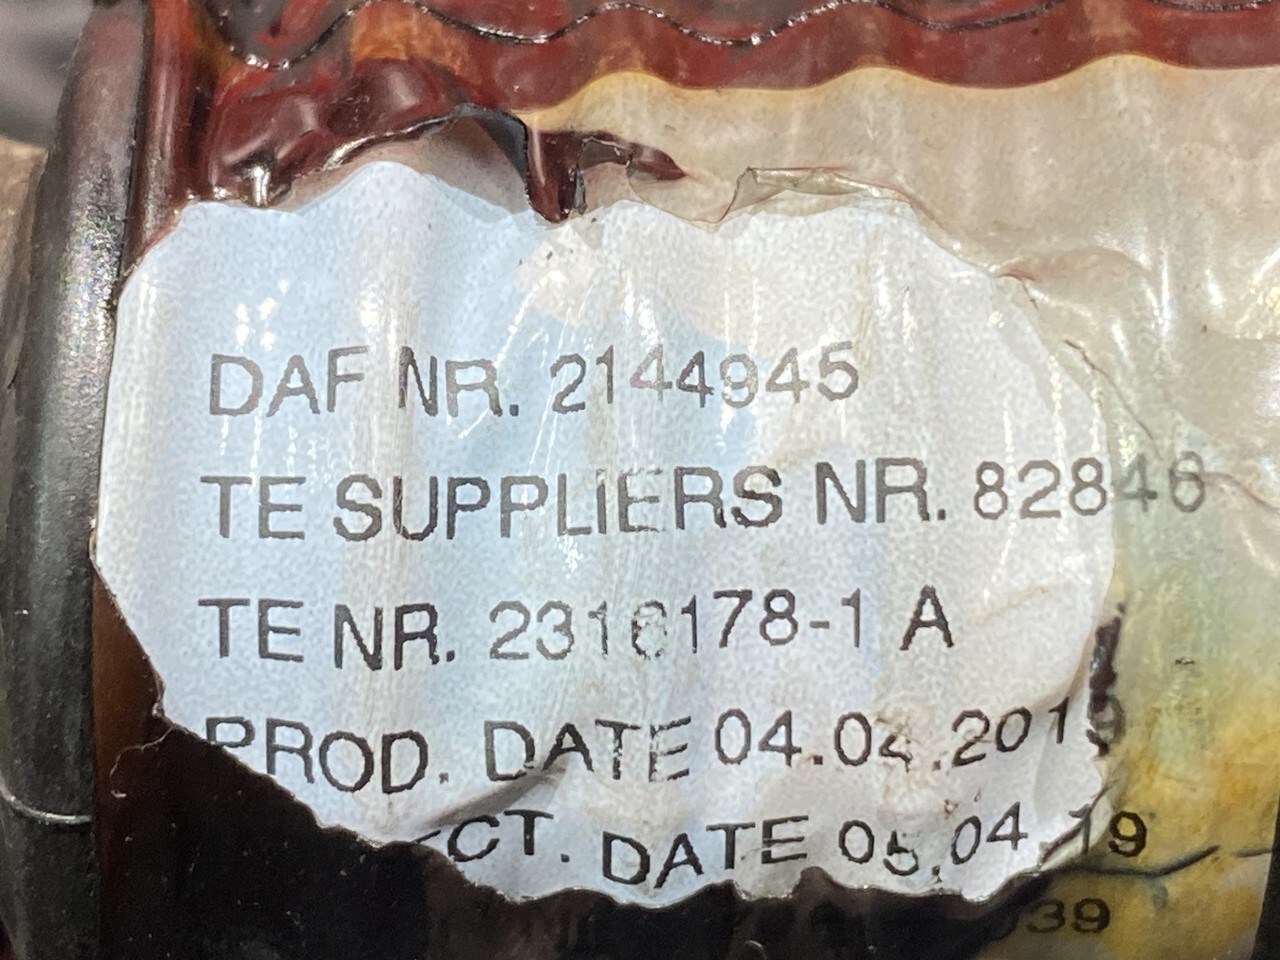 DAF NR. 2144945
TE SUPPLIERS NR. 82846
TE NR. 2316178-1 A
PROD. DATE 04.04.2019
DATE 05.04.19